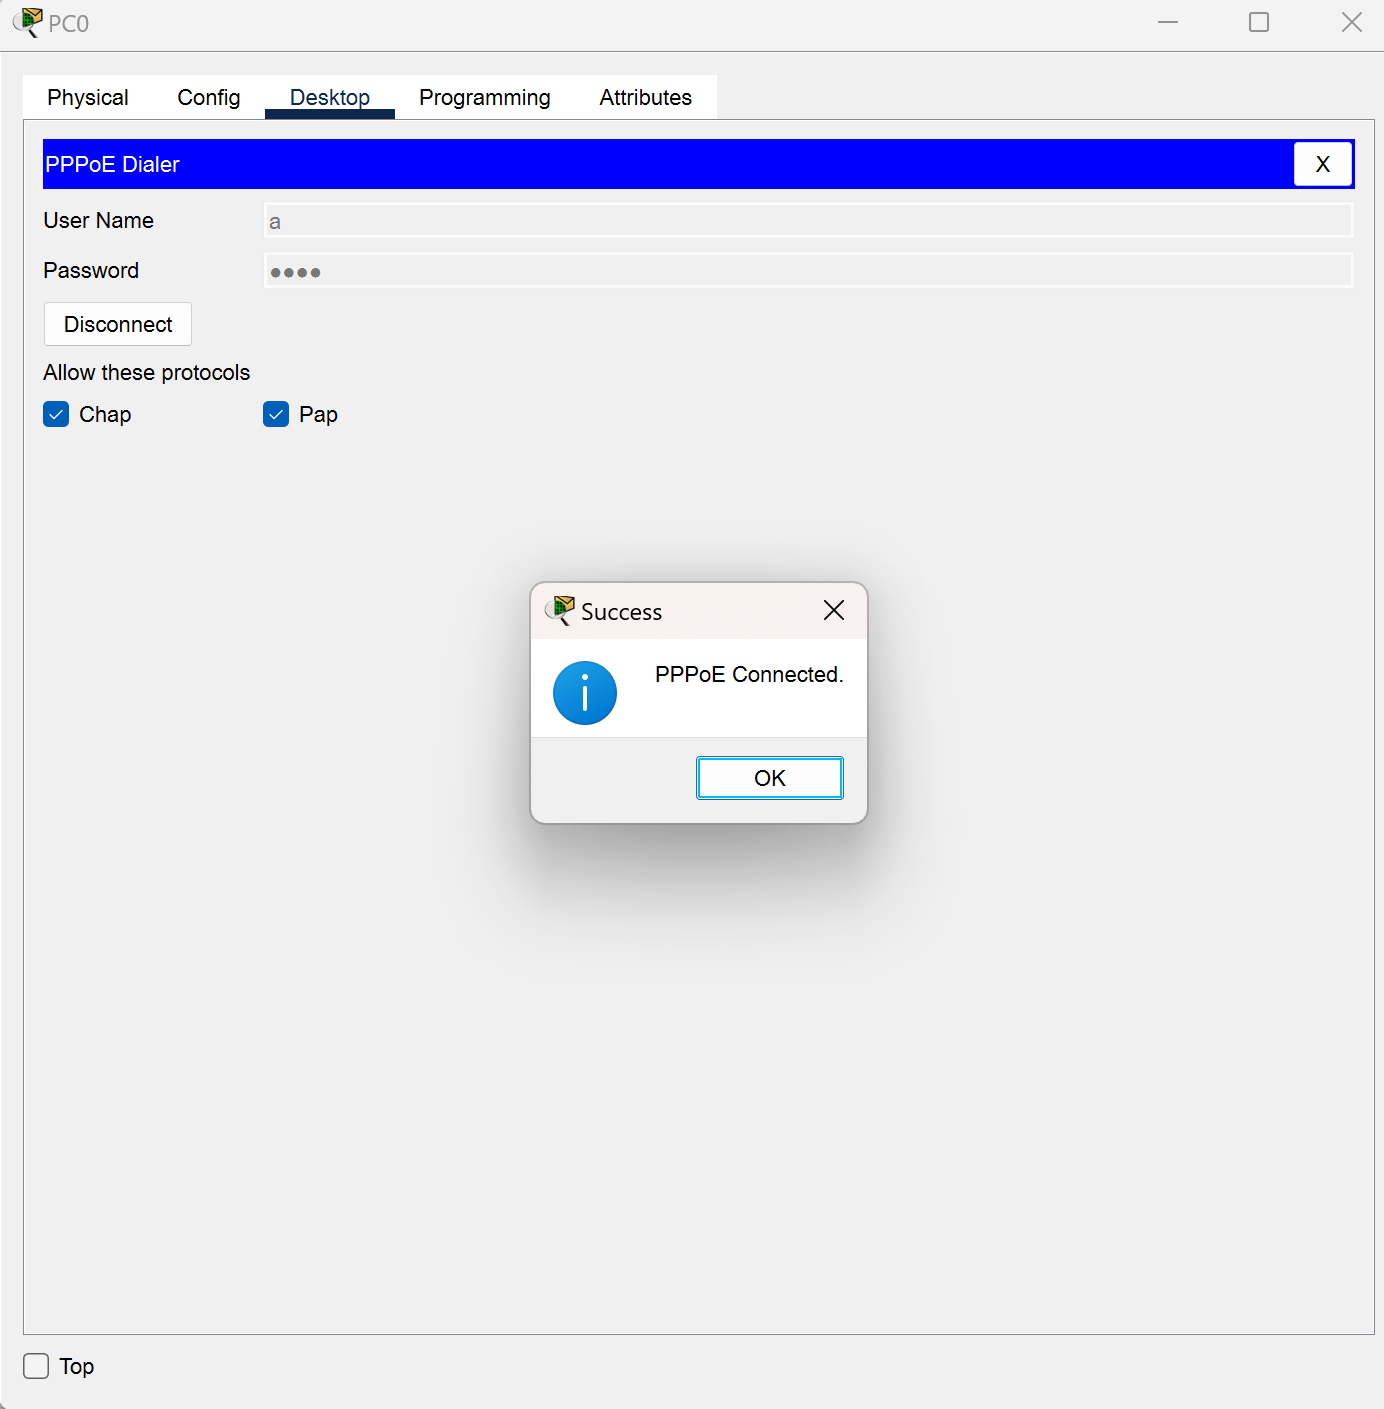 PC0
Physical Config Desktop Programming Attributes
PPPoE Dialer X
User Name a
Password ●●●●
Disconnect
Allow these protocols
Chap Pap
Success
PPPoE Connected.
OK
Top